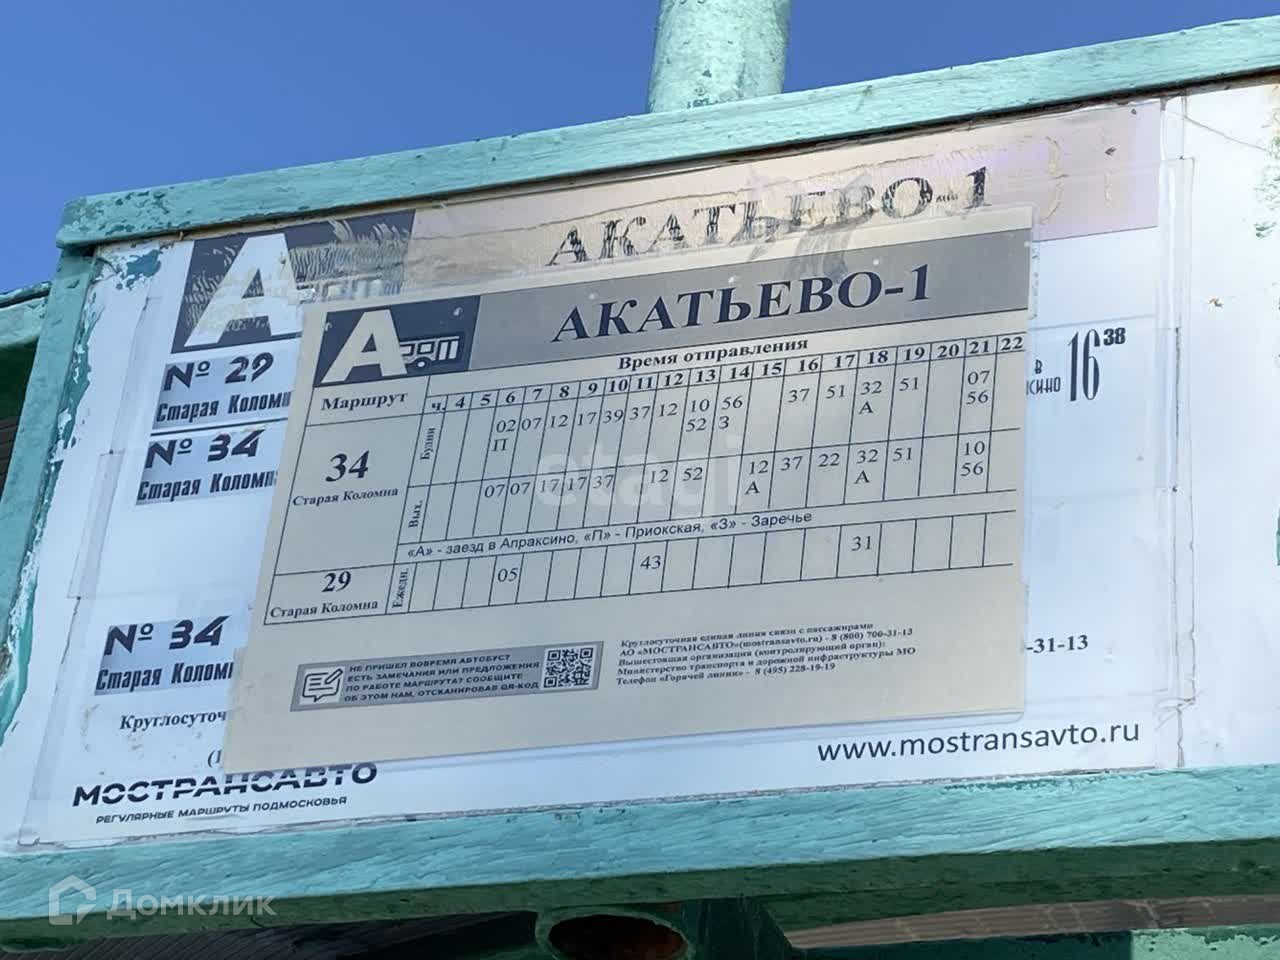 АКАТЬЕВО-1
А
№ 29
Старая Колом
№ 34
Старая Колом
№ 34
Старая Колом
Круглосуто
МОСТРАНСАВТО
РЕГУЛЯРНЫЕ МАРШРУТЫ ПОДМОСКОВЬЯ
А
АКАТЬЕВО-1
Время отправления
Маршрут ч. 4 5 6 7 8 9 10 11 12 13 14 15 16 17 18 19 20 21 22
34
Старая Коломна
Будни 02 07 12 17 39 37 12 10 56 37 51 32 51 07
П 52 З А 56
Вых. 07 07 17 17 37 12 52 12 37 22 32 51 10
А А 56
«А» - заезд в Апраксино, «П» - Приокская, «З» - Заречье
29
Старая Коломна
Ежедн. 05 43 31
НЕ ПРИШЕЛ ВОВРЕМЯ АВТОБУС?
ЕСТЬ ЗАМЕЧАНИЯ ИЛИ ПРЕДЛОЖЕНИЯ
ПО РАБОТЕ МАРШРУТА? СООБЩИТЕ
ОБ ЭТОМ НАМ, ОТСКАНИРОВАВ QR-КОД
Круглосуточная единая линия связи с пассажирами
АО «МОСТРАНСАВТО»(mostransavto.ru) - 8 (800) 700-31-13
Вышестоящая организация (контролирующий орган):
Министерство транспорта и дорожной инфраструктуры МО
Телефон «Горячей линии» - 8 (495) 228-19-19
в
кино 16 38
-31-13
www.mostransavto.ru
etagi
Домклик